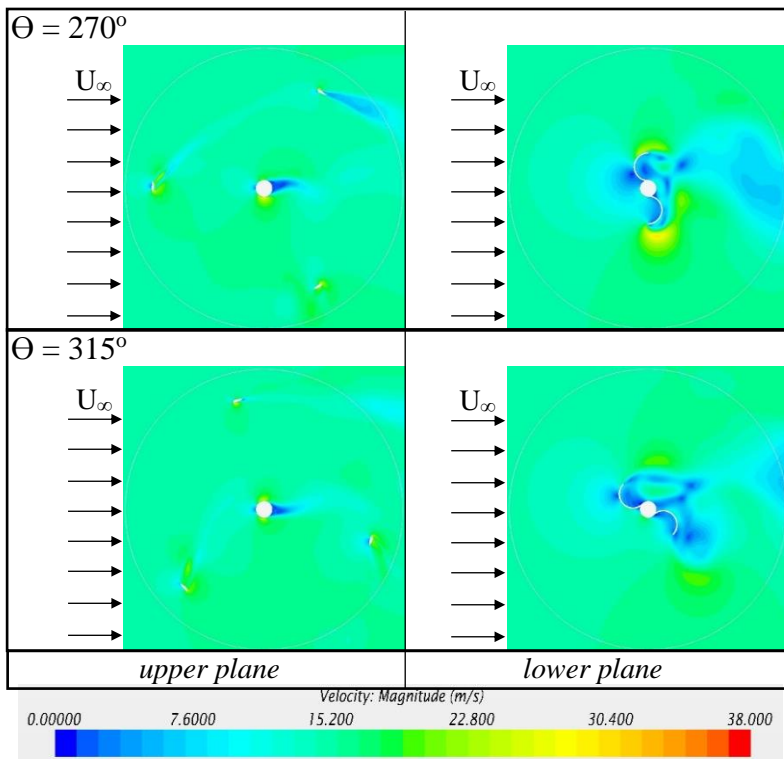 Ɵ = 270º
U∞
U∞
Ɵ = 315º
U∞
U∞
upper plane
lower plane
Velocity: Magnitude (m/s)
0.00000 7.6000 15.200 22.800 30.400 38.000